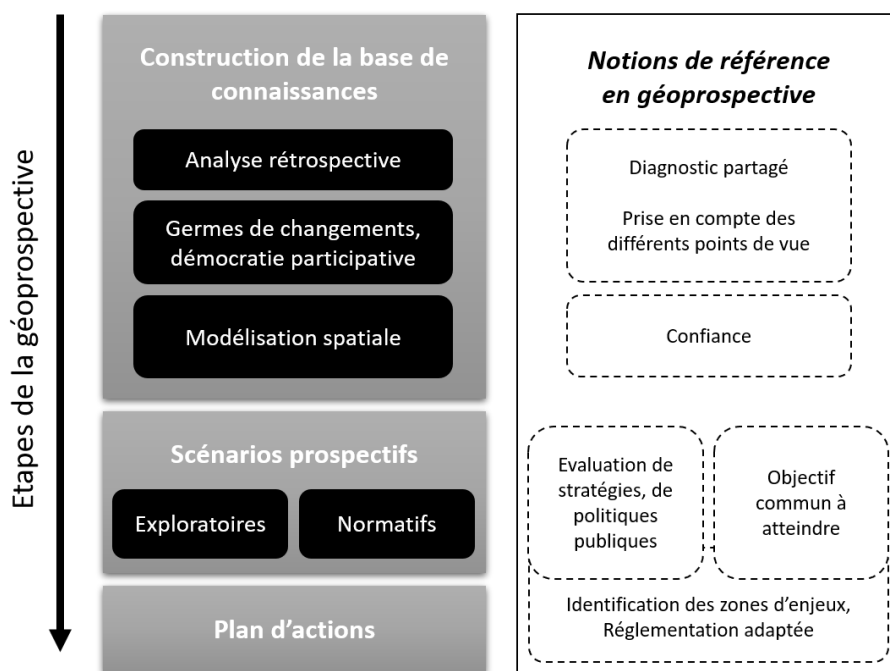 Etapes de la géoprospective
Construction de la base de
connaissances
Analyse rétrospective
Germes de changements,
démocratie participative
Modélisation spatiale
Scénarios prospectifs
Exploratoires
Normatifs
Plan d'actions
Notions de référence
en géoprospective
Diagnostic partagé
Prise en compte des
différents points de vue
Confiance
Evaluation de
stratégies, de
politiques
publiques
Objectif
commun à
atteindre
Identification des zones d'enjeux,
Réglementation adaptée